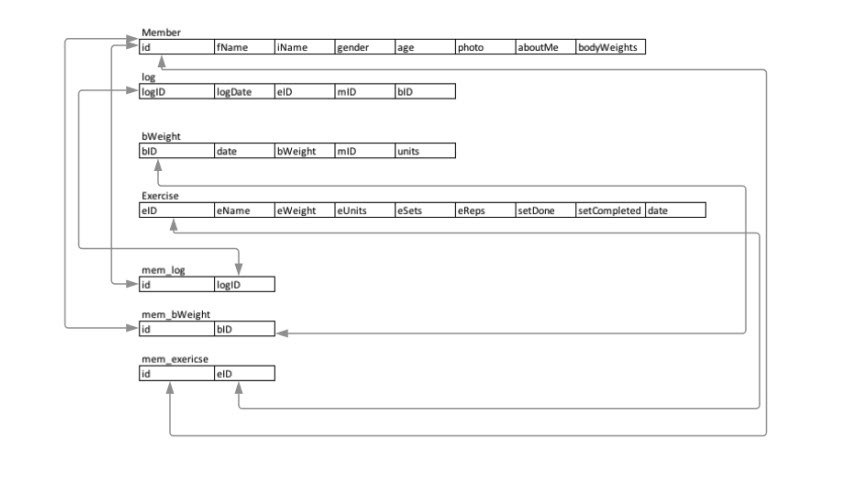 Member
id fName iName gender age photo aboutMe bodyWeights
log
logID logDate eID mID bID
bWeight
bID date bWeight mID units
Exercise
eID eName eWeight eUnits eSets eReps setDone setCompleted date
mem_log
id logID
mem_bWeight
id bID
mem_exericse
id eID